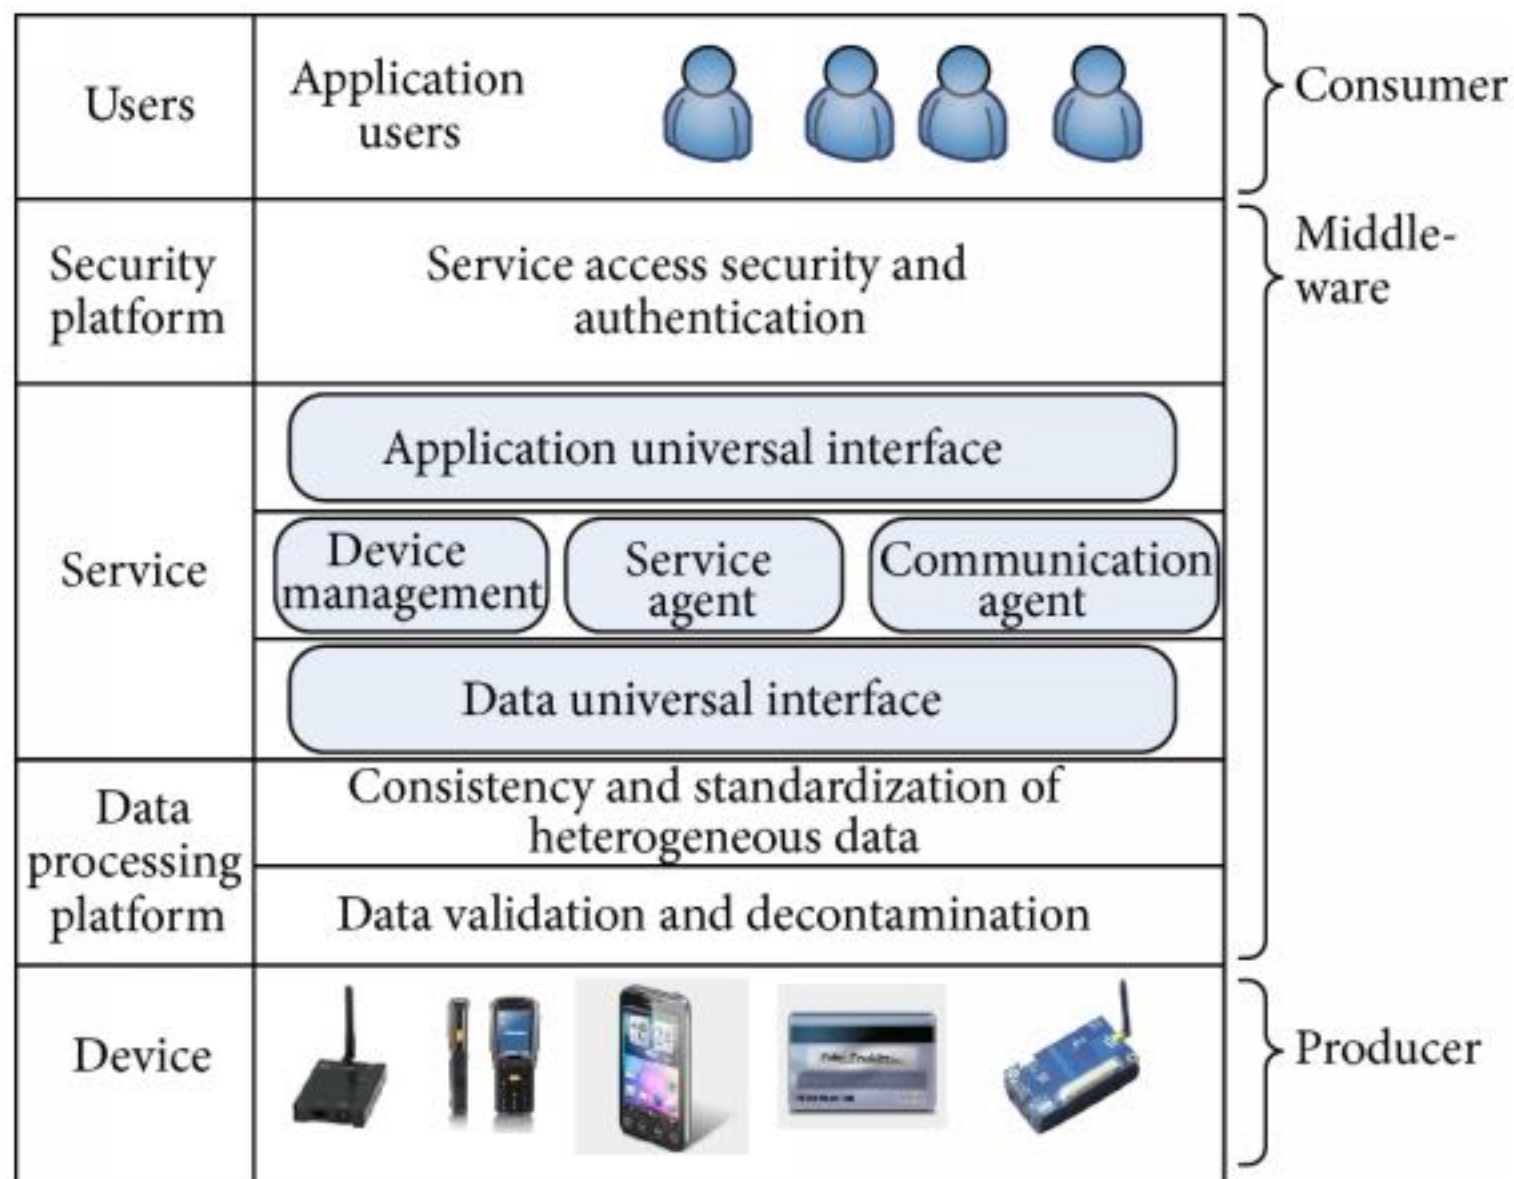 Users
Application
users
Consumer
Security
platform
Service access security and
authentication
Middle-
ware
Service
Application universal interface
Device
management
Service
agent
Communication
agent
Data universal interface
Data
processing
platform
Consistency and standardization of
heterogeneous data
Data validation and decontamination
Device
Producer